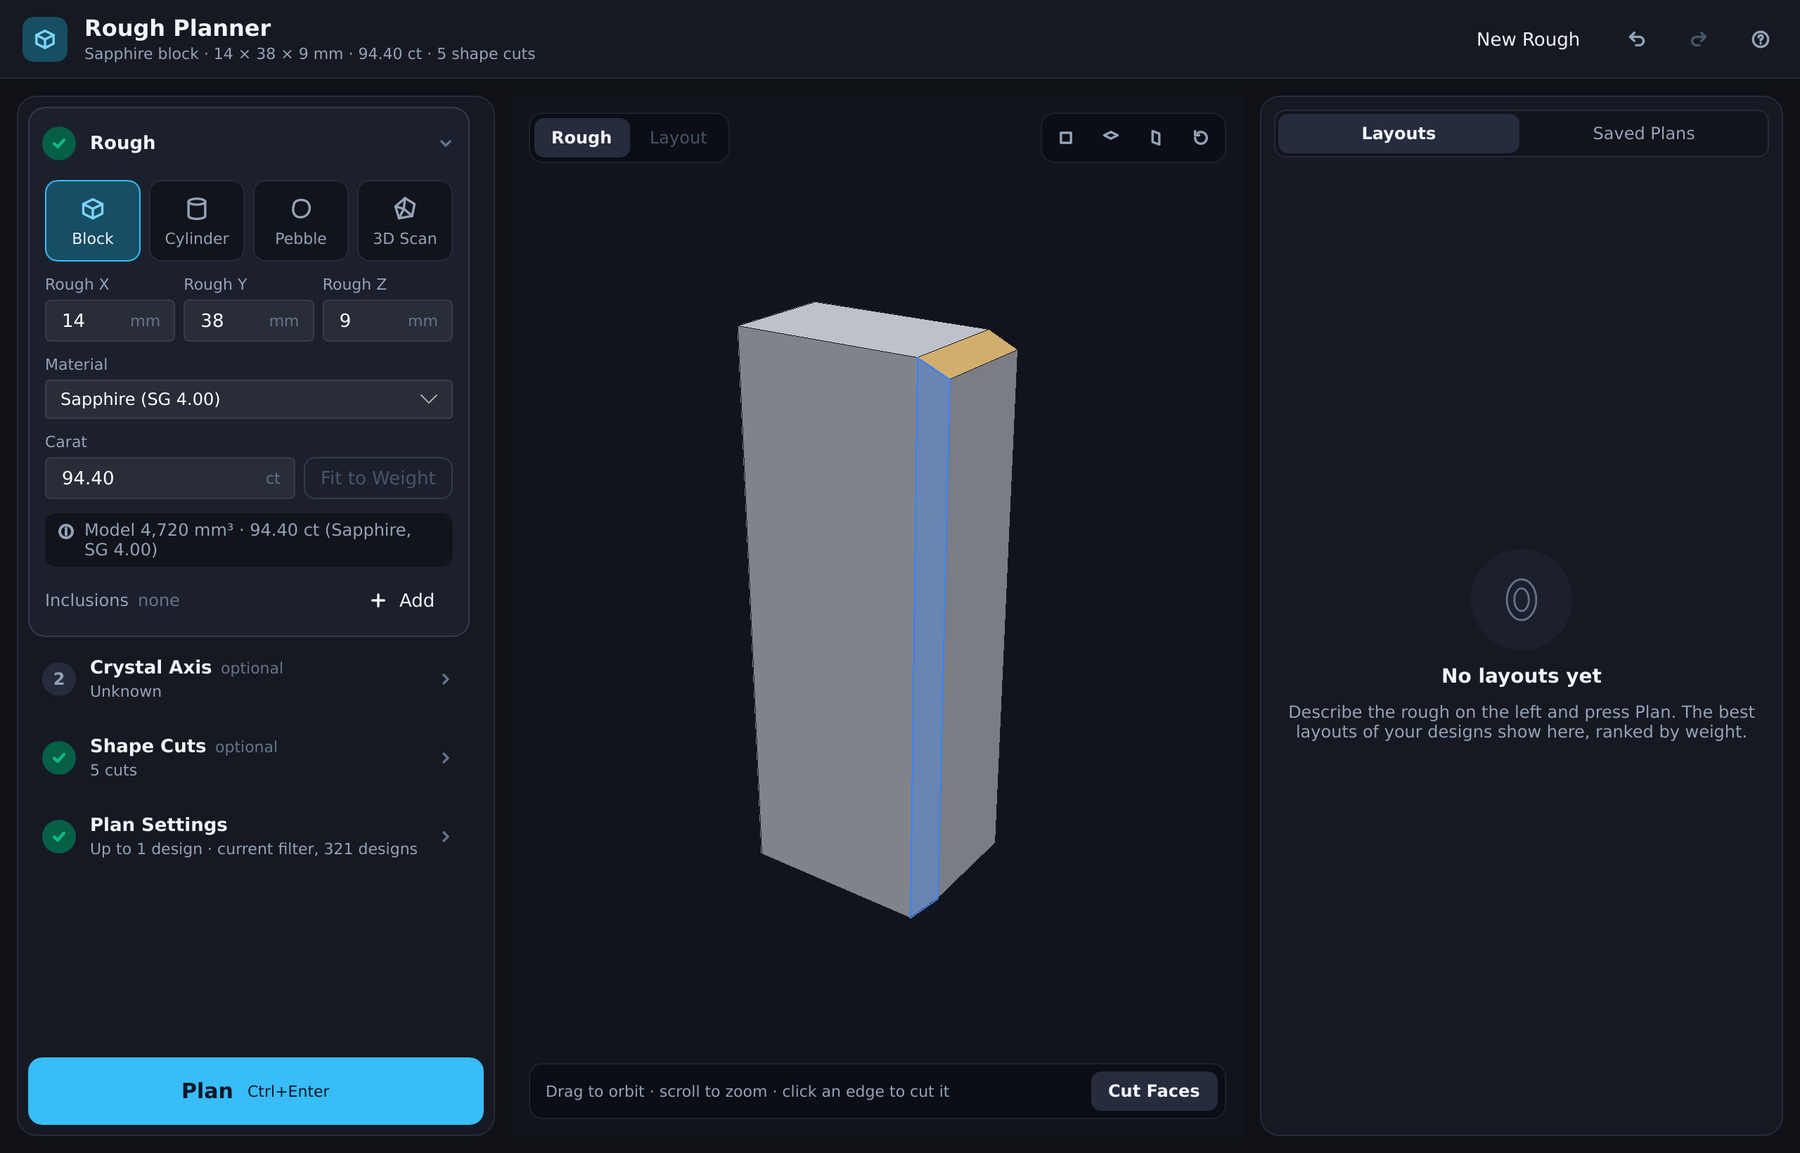 Rough Planner
Sapphire block · 14 × 38 × 9 mm · 94.40 ct · 5 shape cuts
New Rough
Rough
Block
Cylinder
Pebble
3D Scan
Rough X
Rough Y
Rough Z
14 mm
38 mm
9 mm
Material
Sapphire (SG 4.00)
Carat
94.40 ct
Fit to Weight
Model 4,720 mm³ · 94.40 ct (Sapphire,
SG 4.00)
Inclusions none
Add
2
Crystal Axis optional
Unknown
Shape Cuts optional
5 cuts
Plan Settings
Up to 1 design · current filter, 321 designs
Plan Ctrl+Enter
Rough
Layout
Drag to orbit · scroll to zoom · click an edge to cut it
Cut Faces
Layouts
Saved Plans
No layouts yet
Describe the rough on the left and press Plan. The best
layouts of your designs show here, ranked by weight.